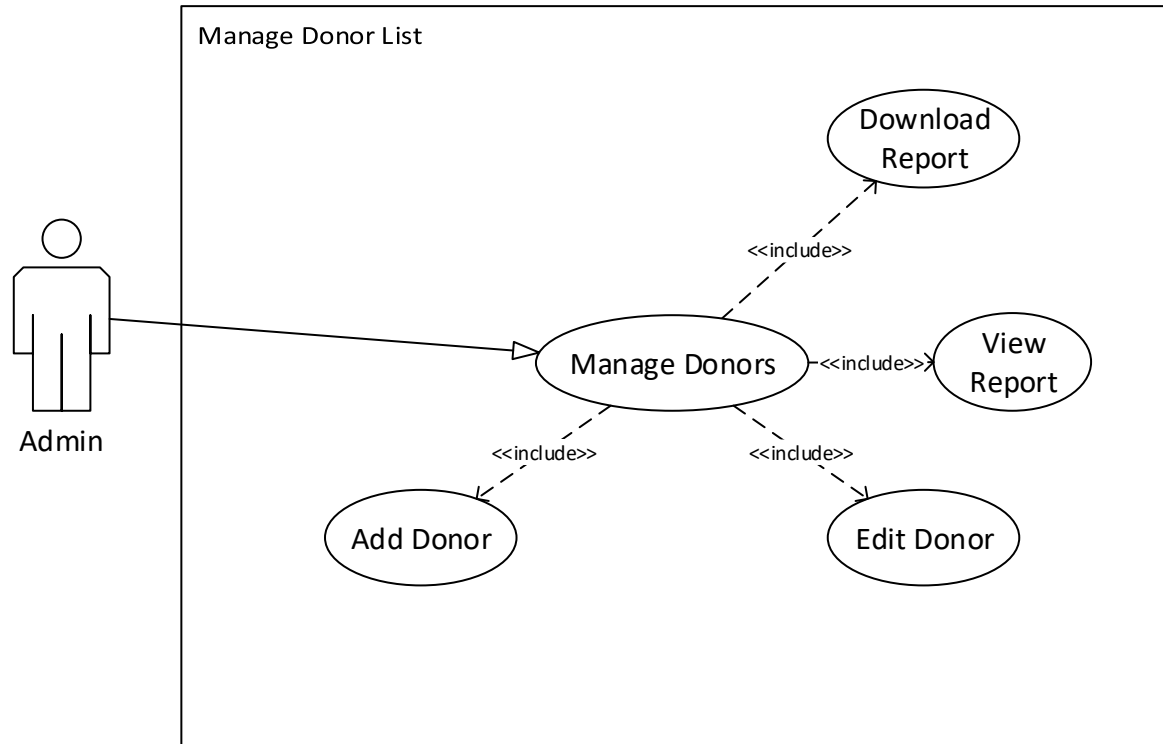 Manage Donor List
Download
Report
<<include>>
Manage Donors
<<include>>
View
Report
Admin
<<include>>
<<include>>
Add Donor
Edit Donor